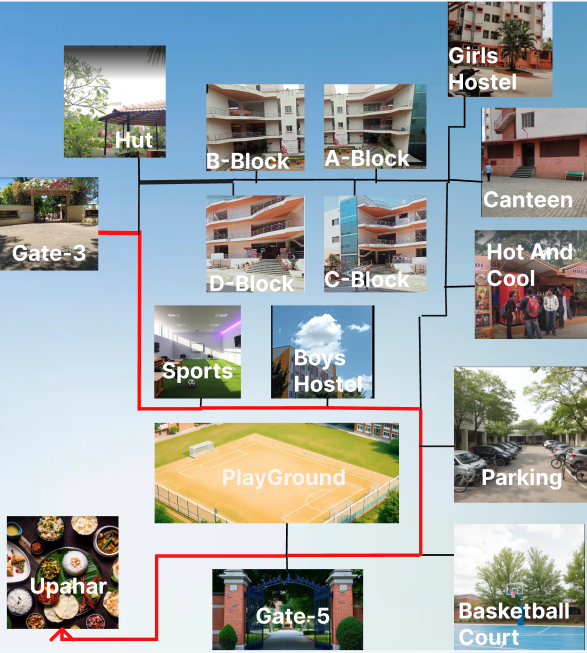 Girls
Hostel
Hut
B-Block
A-Block
Canteen
Gate-3
Hot And
Cool
D-Block
C-Block
Sports
Boys
Hostel
PlayGround
Parking
Upahar
Gate-5
Basketball
Court